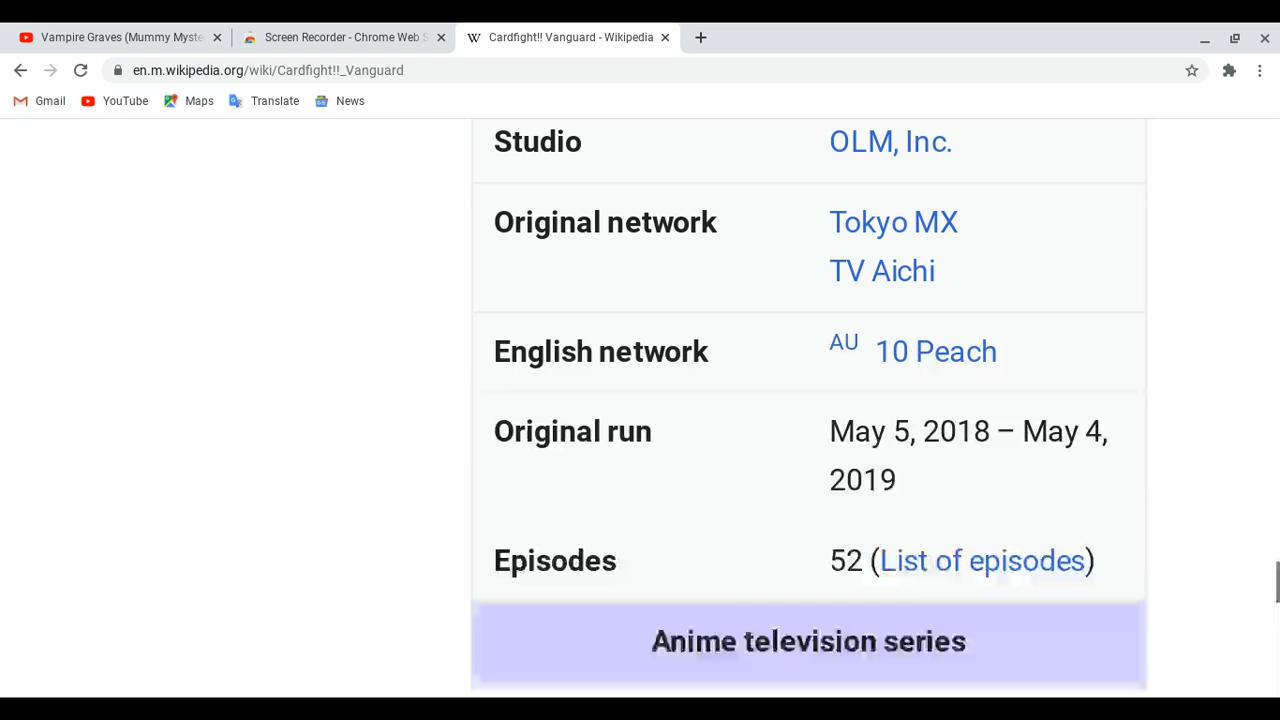 Vampire Graves (Mummy Myste
Screen Recorder - Chrome Web S
Cardfight!! Vanguard - Wikipedia
en.m.wikipedia.org/wiki/Cardfight!!_Vanguard
Gmail YouTube Maps Translate News
Studio OLM, Inc.
Original network Tokyo MX
TV Aichi
English network AU 10 Peach
Original run May 5, 2018 – May 4,
2019
Episodes 52 (List of episodes)
Anime television series